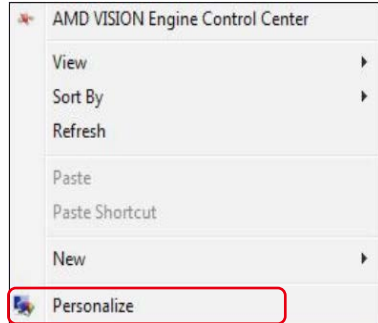 AMD VISION Engine Control Center
View
Sort By
Refresh
Paste
Paste Shortcut
New
Personalize